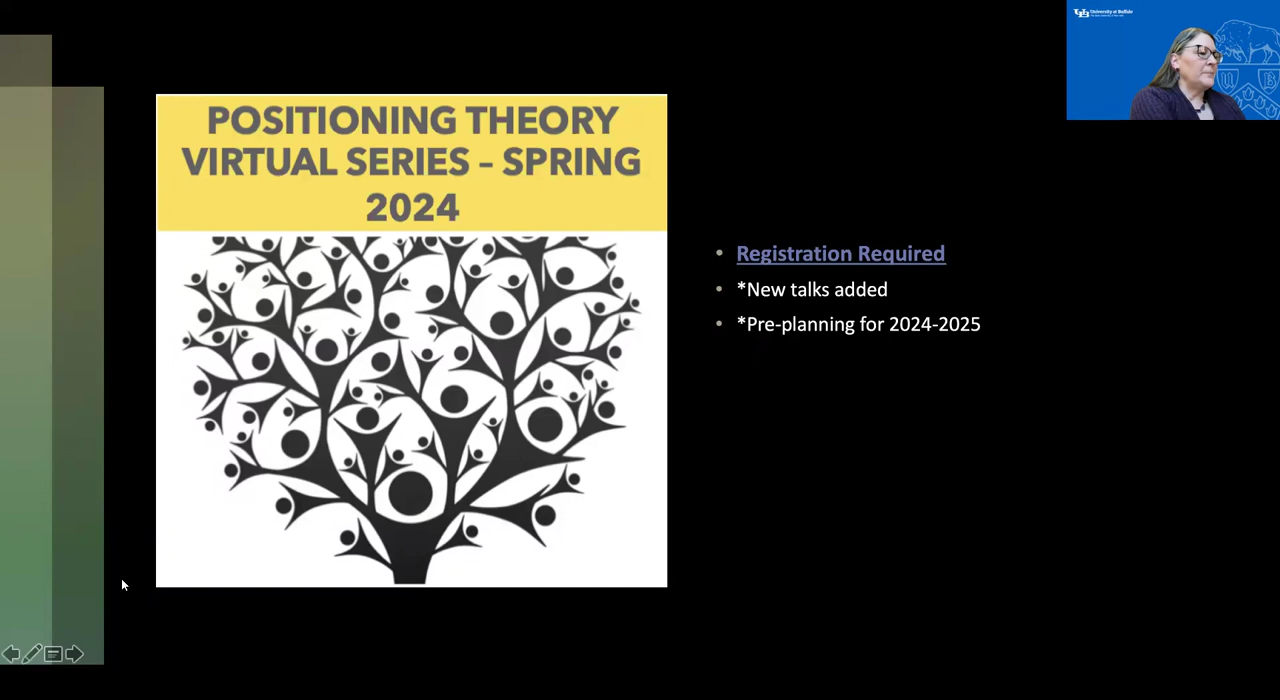 POSITIONING THEORY
VIRTUAL SERIES – SPRING
2024
Registration Required
*New talks added
*Pre-planning for 2024-2025
University at Buffalo
U B